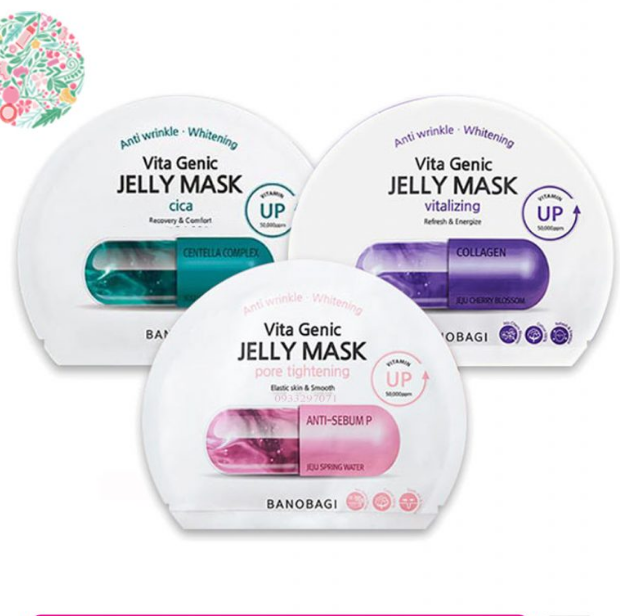 Anti wrinkle · Whitening
Vita Genic
JELLY MASK
cica
Recovery & Comfort
VITAMIN
UP
50,000ppm
CENTELLA COMPLEX
Anti wrinkle · Whitening
Vita Genic
JELLY MASK
vitalizing
Refresh & Energize
VITAMIN
UP
50,000ppm
COLLAGEN
JEJU CHERRY BLOSSOM
BAN
OBAGI
Anti wrinkle · Whitening
Vita Genic
JELLY MASK
pore tightening
Elastic skin & Smooth
0933297071
VITAMIN
UP
50,000ppm
ANTI-SEBUM P
JEJU SPRING WATER
BANOBAGI